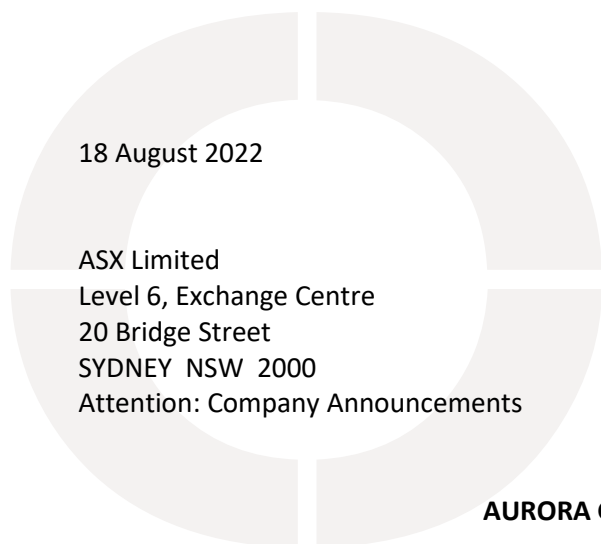 18 August 2022
ASX Limited
Level 6, Exchange Centre
20 Bridge Street
SYDNEY NSW 2000
Attention: Company Announcements
AURORA